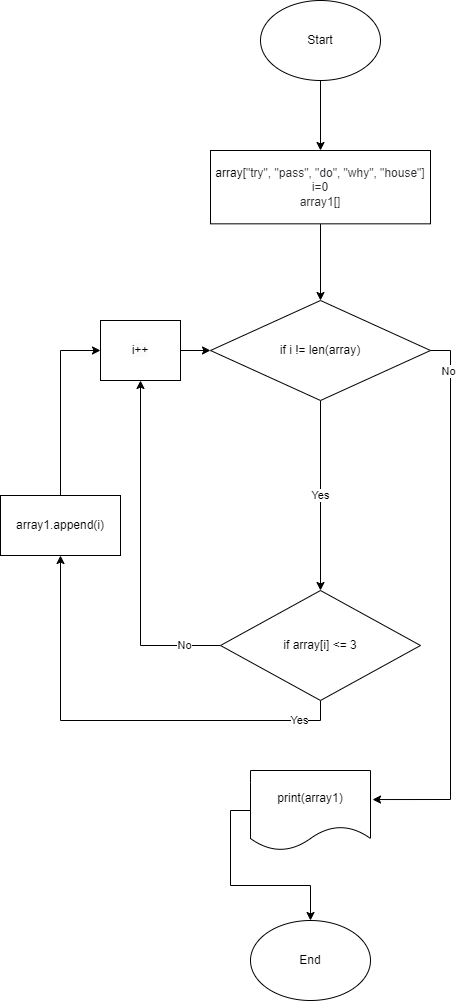 Start
array["try", "pass", "do", "why", "house"]
i=0
array1[]
i++
if i != len(array)
No
Yes
array1.append(i)
if array[i] <= 3
No
Yes
print(array1)
End